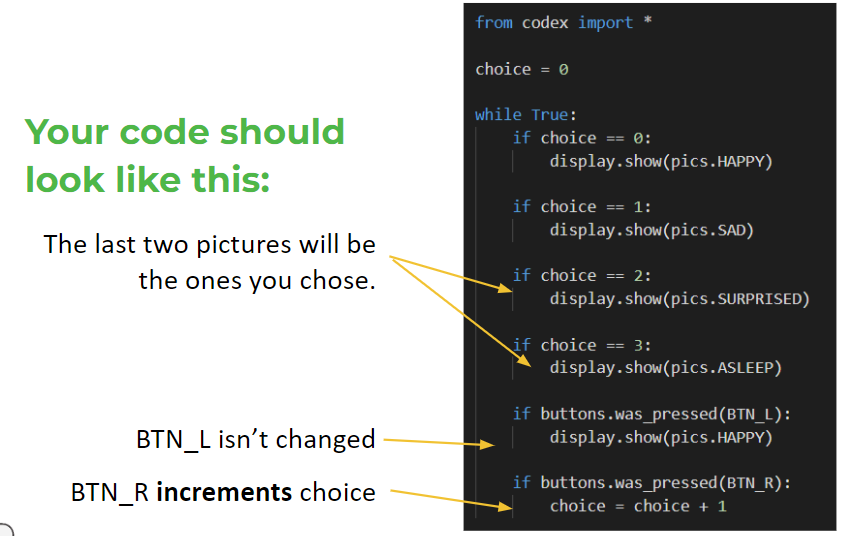 Your code should
look like this:
The last two pictures will be
the ones you chose.
BTN_L isn’t changed
BTN_R increments choice
from codex import *
choice = 0
while True:
    if choice == 0:
        display.show(pics.HAPPY)
    if choice == 1:
        display.show(pics.SAD)
    if choice == 2:
        display.show(pics.SURPRISED)
    if choice == 3:
        display.show(pics.ASLEEP)
    if buttons.was_pressed(BTN_L):
        display.show(pics.HAPPY)
    if buttons.was_pressed(BTN_R):
        choice = choice + 1